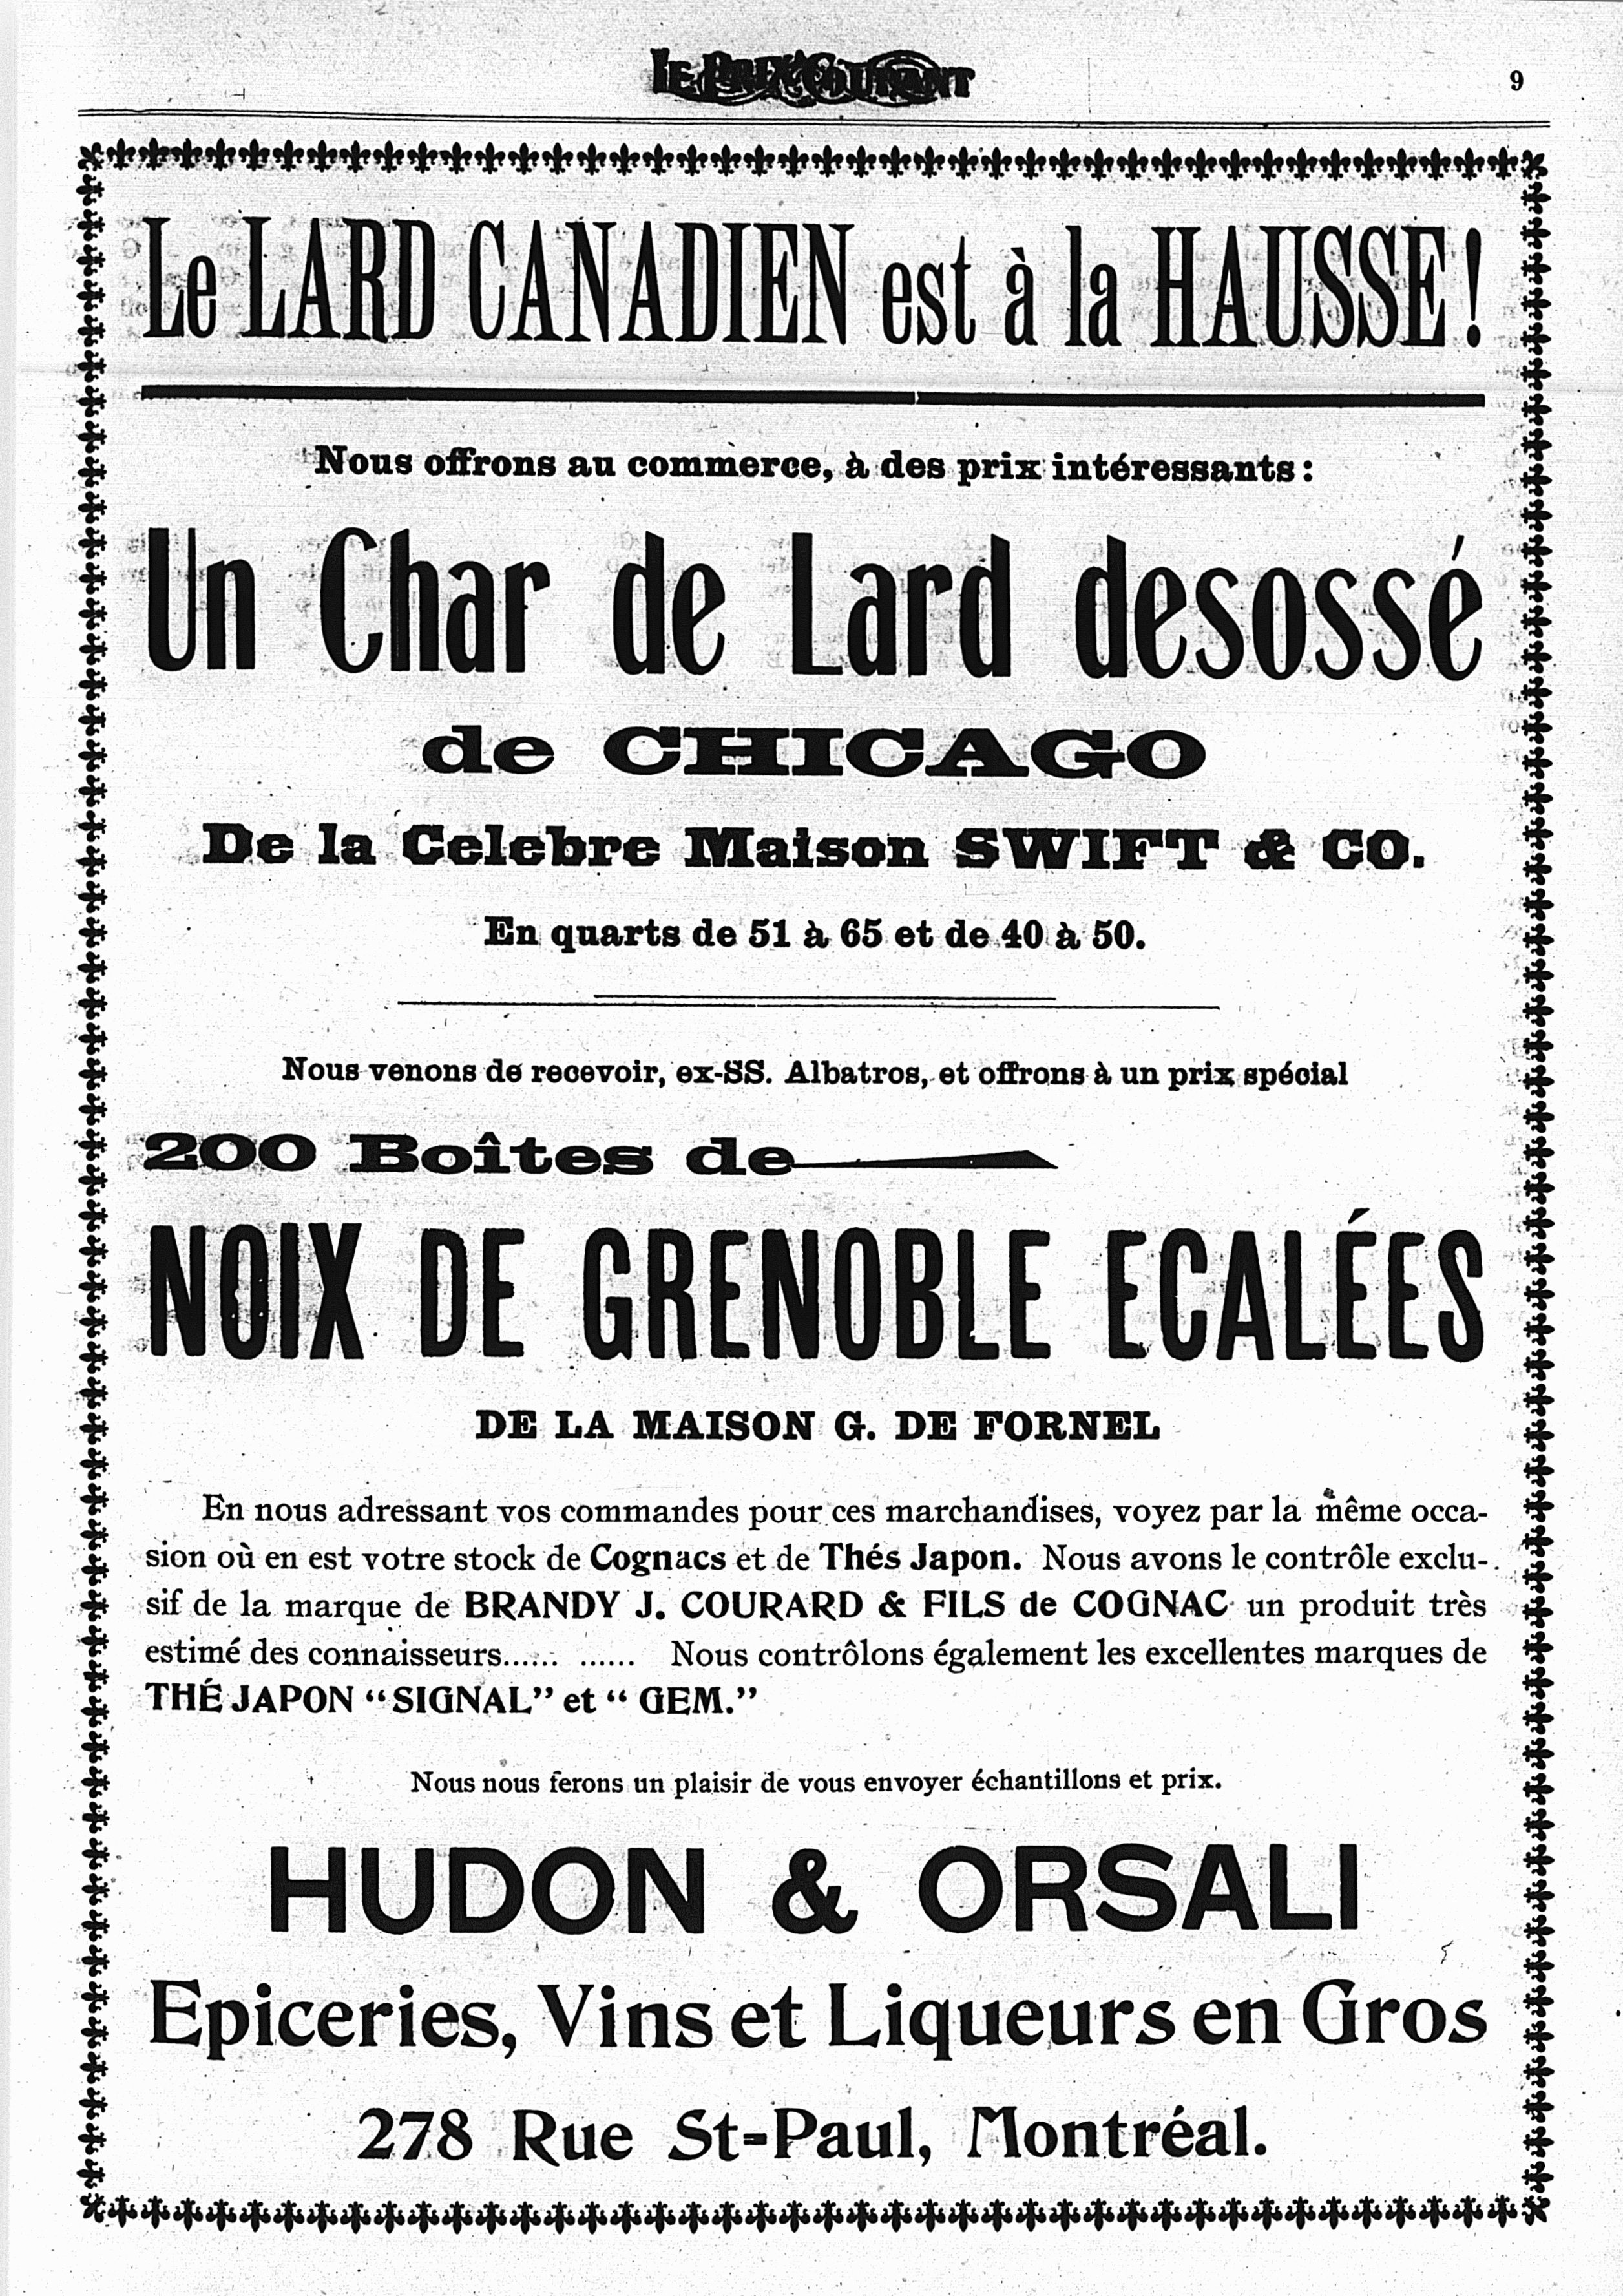 LE PRIX COURANT
9
Le LARD CANADIEN est à la HAUSSE!
Nous offrons au commerce, à des prix intéressants:
Un Char de Lard desossé
de CHICAGO
De la Celebre Maison SWIFT & CO.
En quarts de 51 à 65 et de 40 à 50.
Nous venons de recevoir, ex-SS. Albatros, et offrons à un prix spécial
200 Boîtes de
NOIX DE GRENOBLE ECALÉES
DE LA MAISON G. DE FORNEL
En nous adressant vos commandes pour ces marchandises, voyez par la même occa-
sion où en est votre stock de Cognacs et de Thés Japon. Nous avons le contrôle exclu-
sif de la marque de BRANDY J. COURARD & FILS de COGNAC un produit très
estimé des connaisseurs...... ...... Nous contrôlons également les excellentes marques de
THÉ JAPON "SIGNAL" et "GEM."
Nous nous ferons un plaisir de vous envoyer échantillons et prix.
HUDON & ORSALI
Epiceries, Vins et Liqueurs en Gros
278 Rue St-Paul, Montréal.